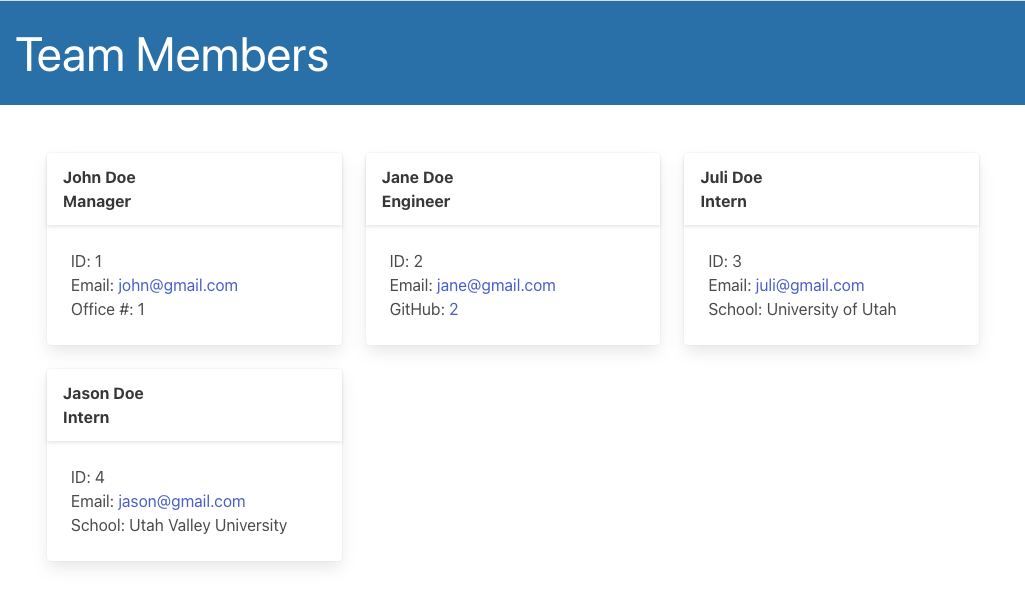 Team Members
John Doe
Manager
ID: 1
Email: john@gmail.com
Office #: 1
Jane Doe
Engineer
ID: 2
Email: jane@gmail.com
GitHub: 2
Juli Doe
Intern
ID: 3
Email: juli@gmail.com
School: University of Utah
Jason Doe
Intern
ID: 4
Email: jason@gmail.com
School: Utah Valley University